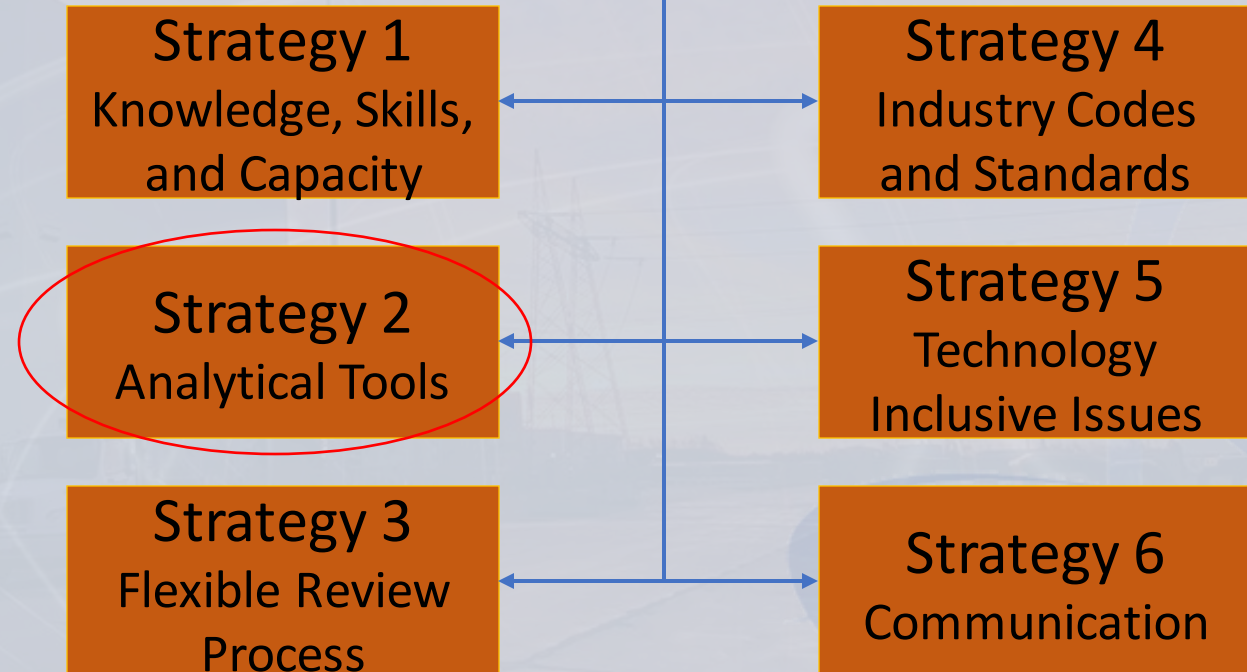 Strategy 1
Knowledge, Skills,
and Capacity
Strategy 2
Analytical Tools
Strategy 3
Flexible Review
Process
Strategy 4
Industry Codes
and Standards
Strategy 5
Technology
Inclusive Issues
Strategy 6
Communication